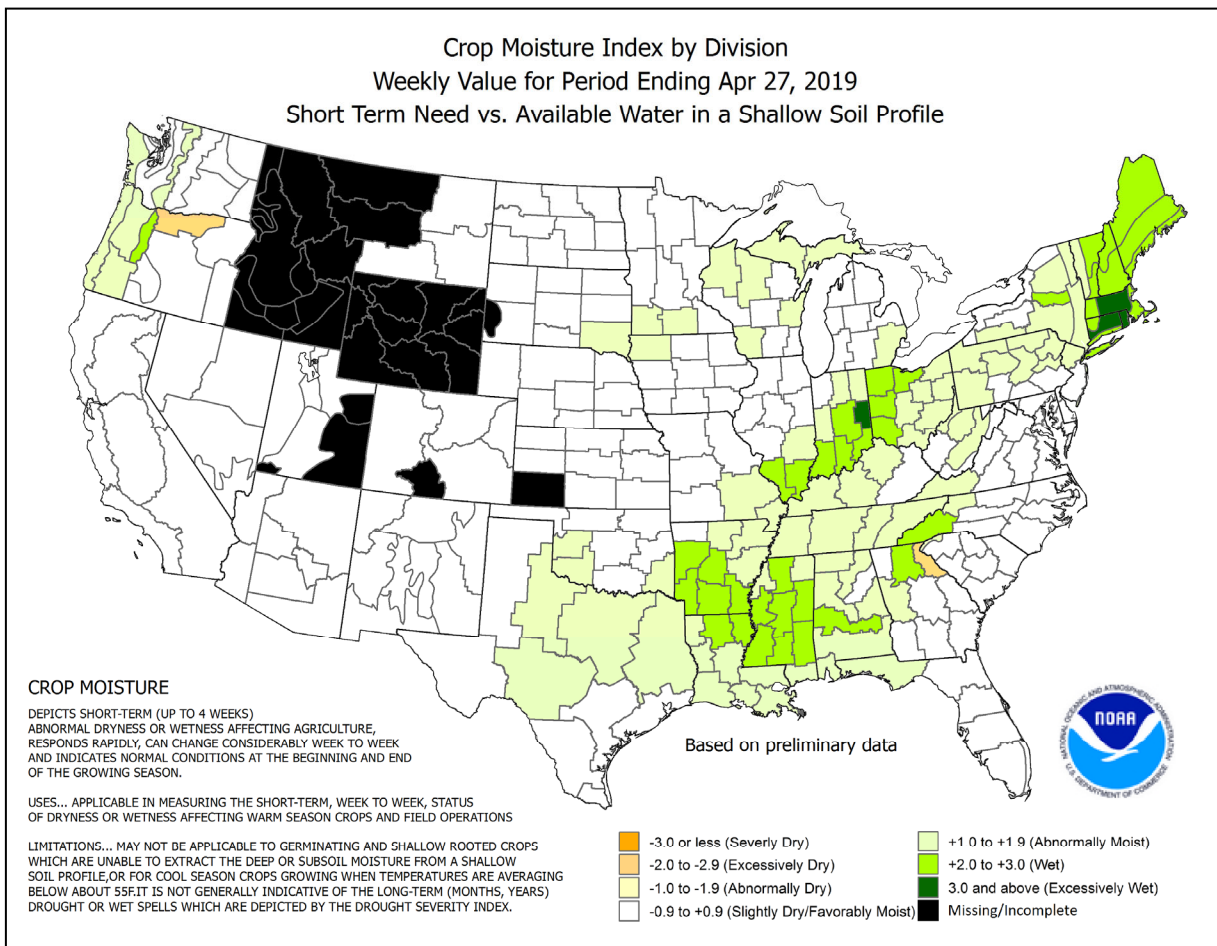 Crop Moisture Index by Division
Weekly Value for Period Ending Apr 27, 2019
Short Term Need vs. Available Water in a Shallow Soil Profile
CROP MOISTURE
DEPICTS SHORT-TERM (UP TO 4 WEEKS)
ABNORMAL DRYNESS OR WETNESS AFFECTING AGRICULTURE,
RESPONDS RAPIDLY, CAN CHANGE CONSIDERABLY WEEK TO WEEK
AND INDICATES NORMAL CONDITIONS AT THE BEGINNING AND END
OF THE GROWING SEASON.
USES... APPLICABLE IN MEASURING THE SHORT-TERM, WEEK TO WEEK, STATUS
OF DRYNESS OR WETNESS AFFECTING WARM SEASON CROPS AND FIELD OPERATIONS
LIMITATIONS... MAY NOT BE APPLICABLE TO GERMINATING AND SHALLOW ROOTED CROPS
WHICH ARE UNABLE TO EXTRACT THE DEEP OR SUBSOIL MOISTURE FROM A SHALLOW
SOIL PROFILE,OR FOR COOL SEASON CROPS GROWING WHEN TEMPERATURES ARE AVERAGING
BELOW ABOUT 55F.IT IS NOT GENERALLY INDICATIVE OF THE LONG-TERM (MONTHS, YEARS)
DROUGHT OR WET SPELLS WHICH ARE DEPICTED BY THE DROUGHT SEVERITY INDEX.
Based on preliminary data
NATIONAL OCEANIC AND ATMOSPHERIC ADMINISTRATION
NOAA
U.S. DEPARTMENT OF COMMERCE
-3.0 or less (Severly Dry)
-2.0 to -2.9 (Excessively Dry)
-1.0 to -1.9 (Abnormally Dry)
-0.9 to +0.9 (Slightly Dry/Favorably Moist)
+1.0 to +1.9 (Abnormally Moist)
+2.0 to +3.0 (Wet)
3.0 and above (Excessively Wet)
Missing/Incomplete